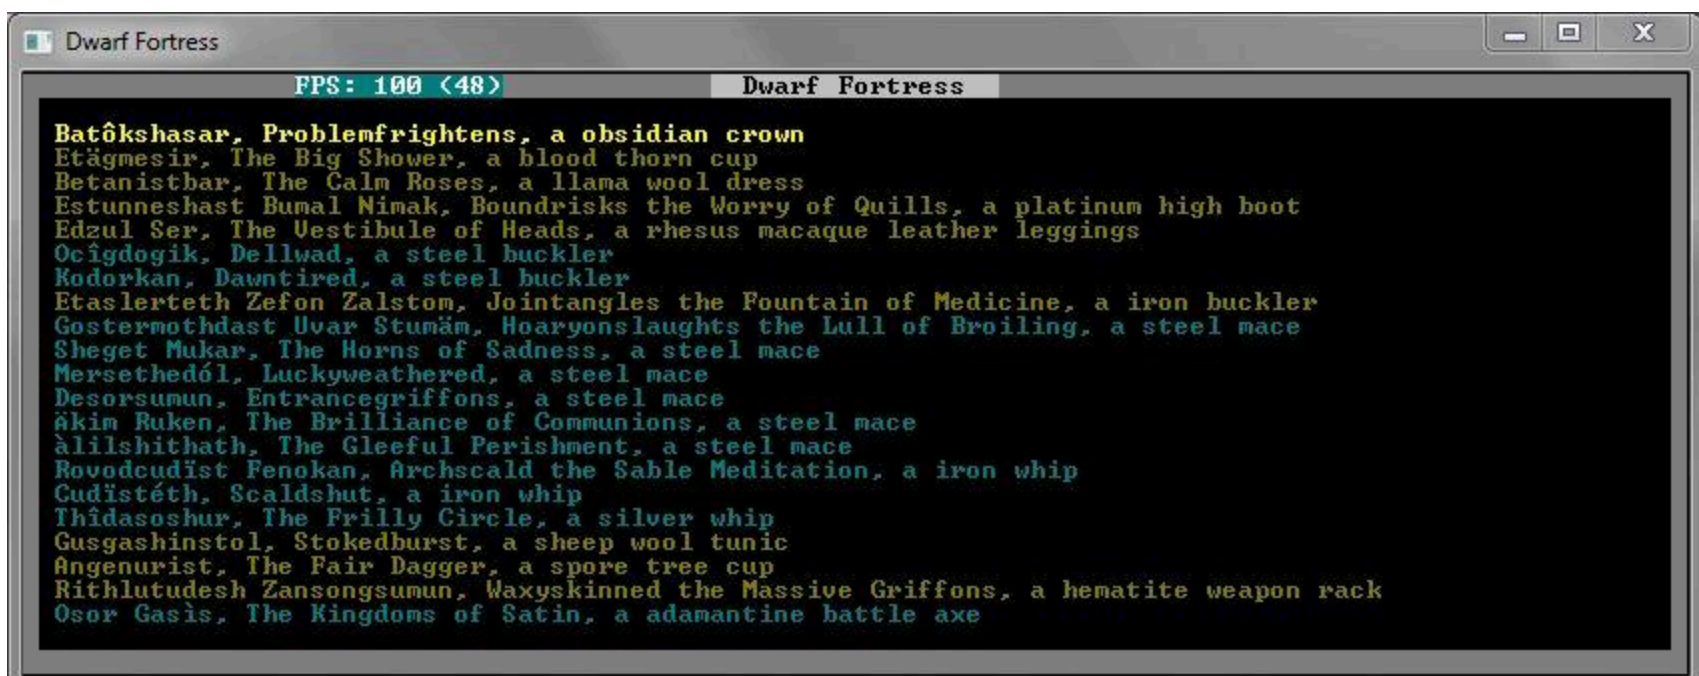 Dwarf Fortress
FPS: 100 (48) Dwarf Fortress
Batôkshasar, Problemfrightens, a obsidian crown
Etägmesir, The Big Shower, a blood thorn cup
Betanistbar, The Calm Roses, a llama wool dress
Estunneshast Bumal Nimak, Boundrisks the Worry of Quills, a platinum high boot
Edzul Ser, The Vestibule of Heads, a rhesus macaque leather leggings
Ocîgdogik, Dellwad, a steel buckler
Kodorkan, Dawntired, a steel buckler
Etaslerteth Zefon Zalstom, Jointangles the Fountain of Medicine, a iron buckler
Gostermothdast Uvar Stumäm, Hoaryonslaughts the Lull of Broiling, a steel mace
Sheget Mukar, The Horns of Sadness, a steel mace
Mersethedól, Luckyweathered, a steel mace
Desorsumun, Entrancegriffons, a steel mace
Äkim Ruken, The Brilliance of Communions, a steel mace
àlilshithath, The Gleeful Perishment, a steel mace
Rovodcudïst Fenokan, Archscald the Sable Meditation, a iron whip
Cudïstéth, Scaldshut, a iron whip
Thîdasoshur, The Frilly Circle, a silver whip
Gusgashinstol, Stokedburst, a sheep wool tunic
Angenurist, The Fair Dagger, a spore tree cup
Rithlutudesh Zansongsumun, Waxyskinned the Massive Griffons, a hematite weapon rack
Osor Gasìs, The Kingdoms of Satin, a adamantine battle axe